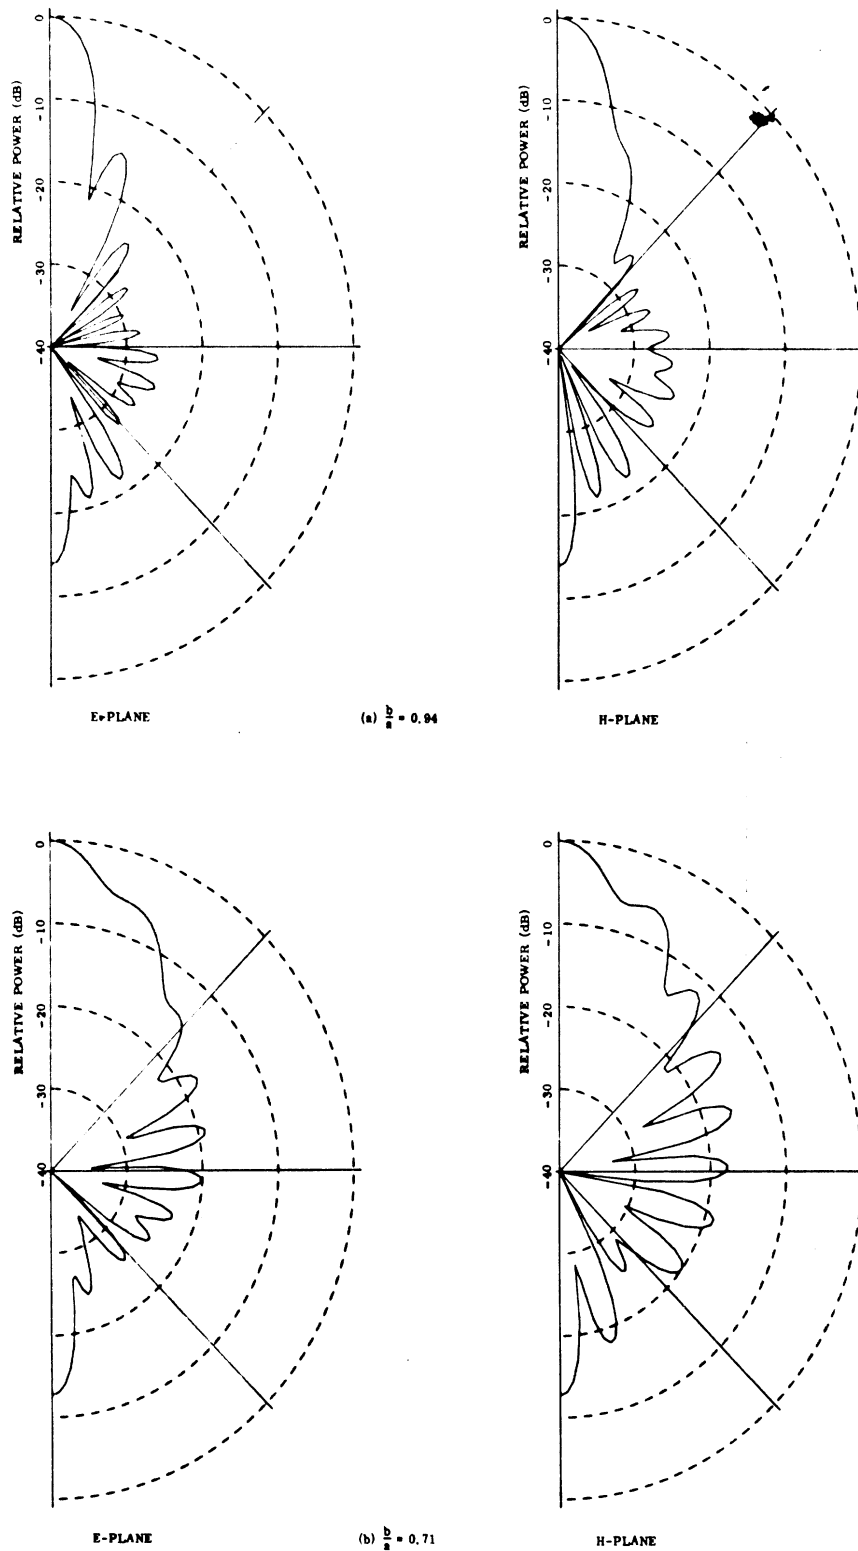 0
-10
-20
-30
-40
RELATIVE POWER (dB)
0
-10
-20
-30
-40
RELATIVE POWER (dB)
E-PLANE
(a) b/a = 0.94
H-PLANE
0
-10
-20
-30
-40
RELATIVE POWER (dB)
0
-10
-20
-30
-40
RELATIVE POWER (dB)
E-PLANE
(b) b/a = 0.71
H-PLANE